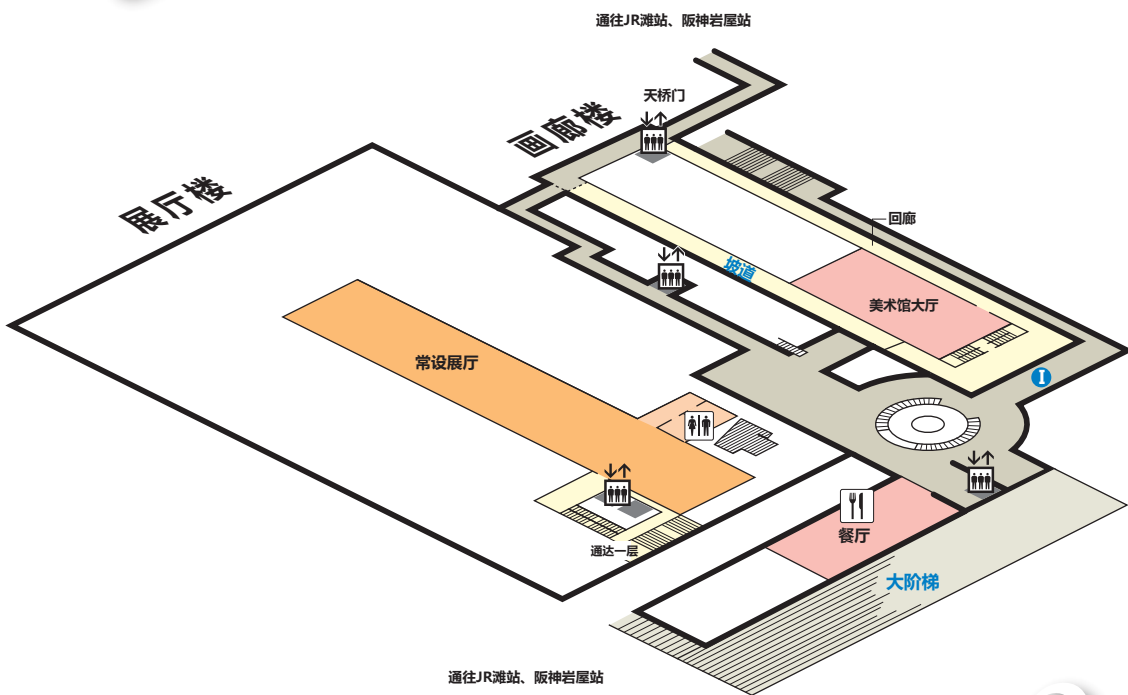 通往JR滩站、阪神岩屋站
天桥门
画廊楼
展厅楼
回廊
坡道
美术馆大厅
常设展厅
I
餐厅
通达一层
大阶梯
通往JR滩站、阪神岩屋站